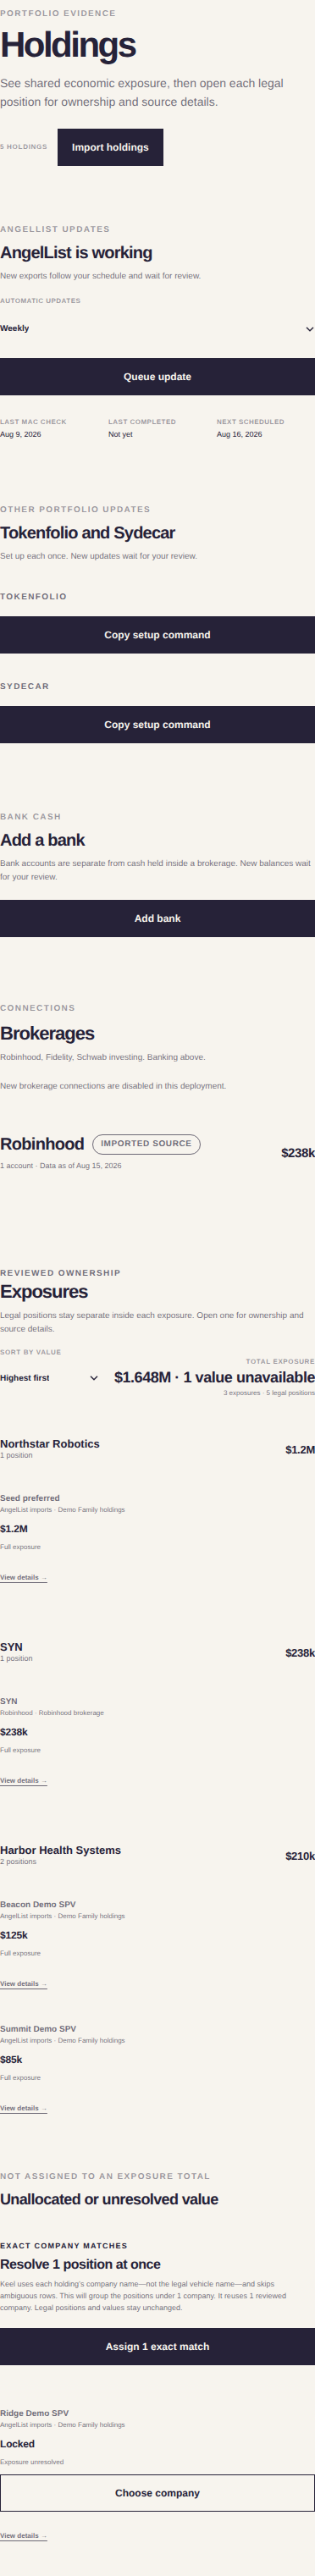 PORTFOLIO EVIDENCE
Holdings
See shared economic exposure, then open each legal
position for ownership and source details.
5 HOLDINGS
Import holdings
ANGELLIST UPDATES
AngelList is working
New exports follow your schedule and wait for review.
AUTOMATIC UPDATES
Weekly
Queue update
LAST MAC CHECK
LAST COMPLETED
NEXT SCHEDULED
Aug 9, 2026
Not yet
Aug 16, 2026
OTHER PORTFOLIO UPDATES
Tokenfolio and Sydecar
Set up each once. New updates wait for your review.
TOKENFOLIO
Copy setup command
SYDECAR
Copy setup command
BANK CASH
Add a bank
Bank accounts are separate from cash held inside a brokerage. New balances wait
for your review.
Add bank
CONNECTIONS
Brokerages
Robinhood, Fidelity, Schwab investing. Banking above.
New brokerage connections are disabled in this deployment.
Robinhood
IMPORTED SOURCE
$238k
1 account · Data as of Aug 15, 2026
REVIEWED OWNERSHIP
Exposures
Legal positions stay separate inside each exposure. Open one for ownership and
source details.
SORT BY VALUE
Highest first
TOTAL EXPOSURE
$1.648M · 1 value unavailable
3 exposures · 5 legal positions
Northstar Robotics
1 position
$1.2M
Seed preferred
AngelList imports · Demo Family holdings
$1.2M
Full exposure
View details →
SYN
1 position
$238k
SYN
Robinhood · Robinhood brokerage
$238k
Full exposure
View details →
Harbor Health Systems
2 positions
$210k
Beacon Demo SPV
AngelList imports · Demo Family holdings
$125k
Full exposure
View details →
Summit Demo SPV
AngelList imports · Demo Family holdings
$85k
Full exposure
View details →
NOT ASSIGNED TO AN EXPOSURE TOTAL
Unallocated or unresolved value
EXACT COMPANY MATCHES
Resolve 1 position at once
Keel uses each holding's company name—not the legal vehicle name—and skips
ambiguous rows. This will group the positions under 1 company. It reuses 1 reviewed
company. Legal positions and values stay unchanged.
Assign 1 exact match
Ridge Demo SPV
AngelList imports · Demo Family holdings
Locked
Exposure unresolved
Choose company
View details →